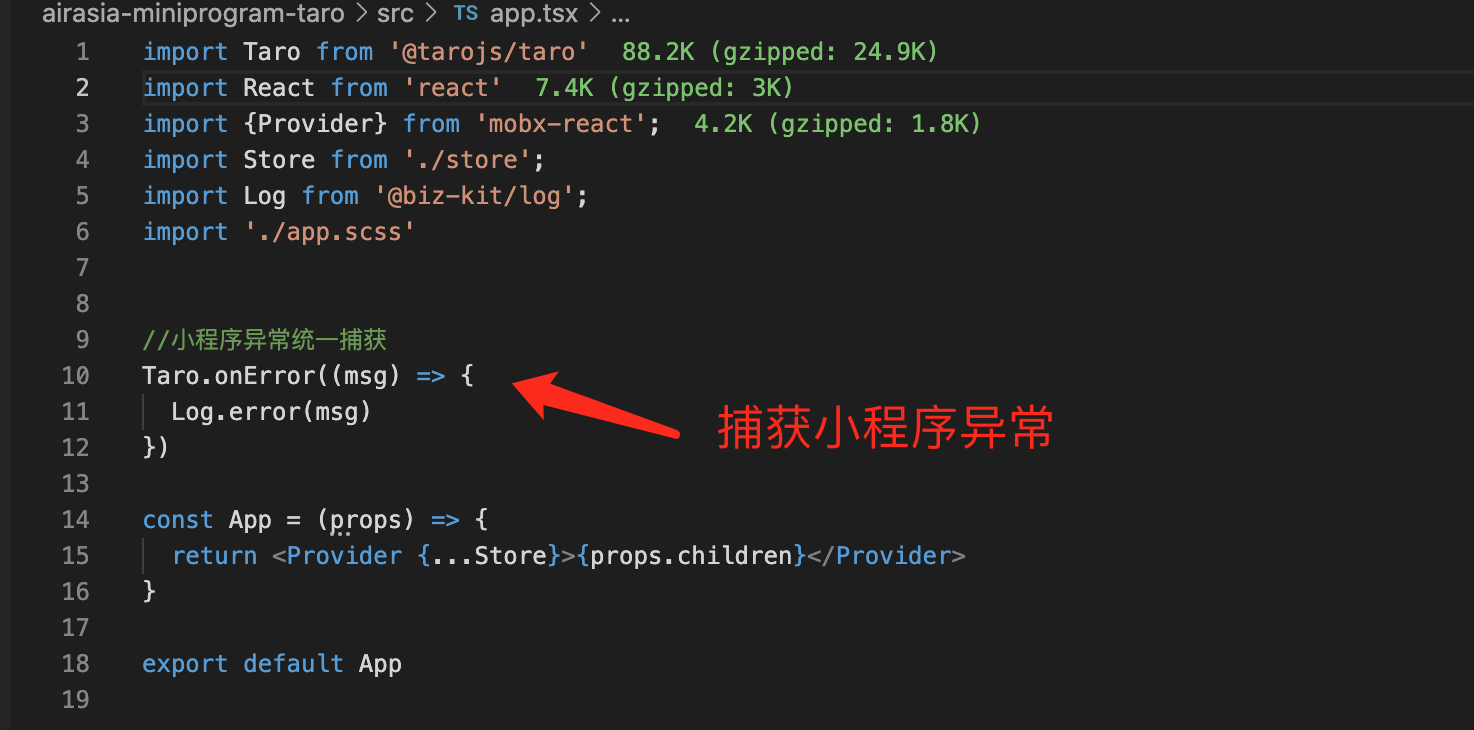 airasia-miniprogram-taro > src > TS app.tsx > ...
1 import Taro from '@tarojs/taro' 88.2K (gzipped: 24.9K)
2 import React from 'react' 7.4K (gzipped: 3K)
3 import {Provider} from 'mobx-react'; 4.2K (gzipped: 1.8K)
4 import Store from './store';
5 import Log from '@biz-kit/log';
6 import './app.scss'
7
8
9 //小程序异常统一捕获
10 Taro.onError((msg) => {
11 Log.error(msg)
捕获小程序异常
12 })
13
14 const App = (props) => {
15 return <Provider {...Store}>{props.children}</Provider>
16 }
17
18 export default App
19